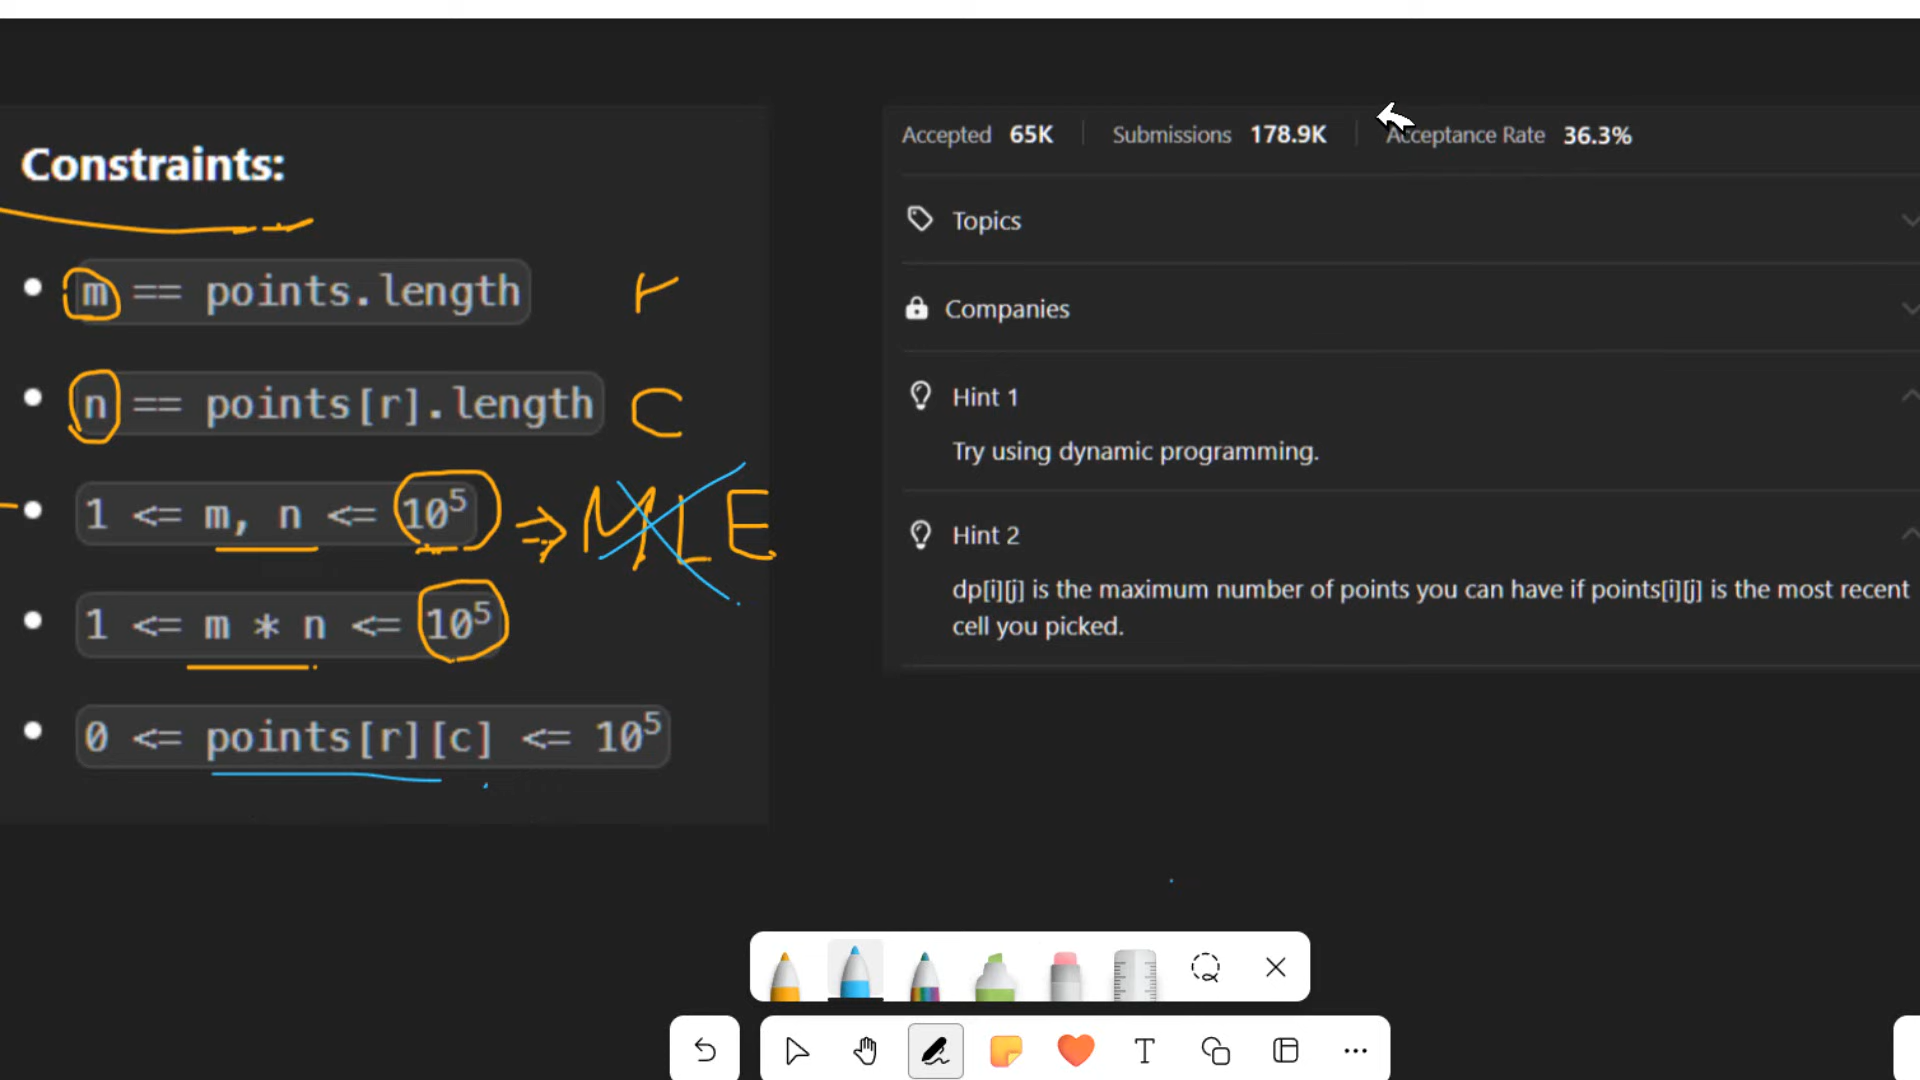 Constraints:
m == points.length r
n == points[r].length C
1 <= m, n <= 10^5 => MLE
1 <= m * n <= 10^5
0 <= points[r][c] <= 10^5
Accepted 65K Submissions 178.9K Acceptance Rate 36.3%
Topics
Companies
Hint 1
Try using dynamic programming.
Hint 2
dp[i][j] is the maximum number of points you can have if points[i][j] is the most recent
cell you picked.
T